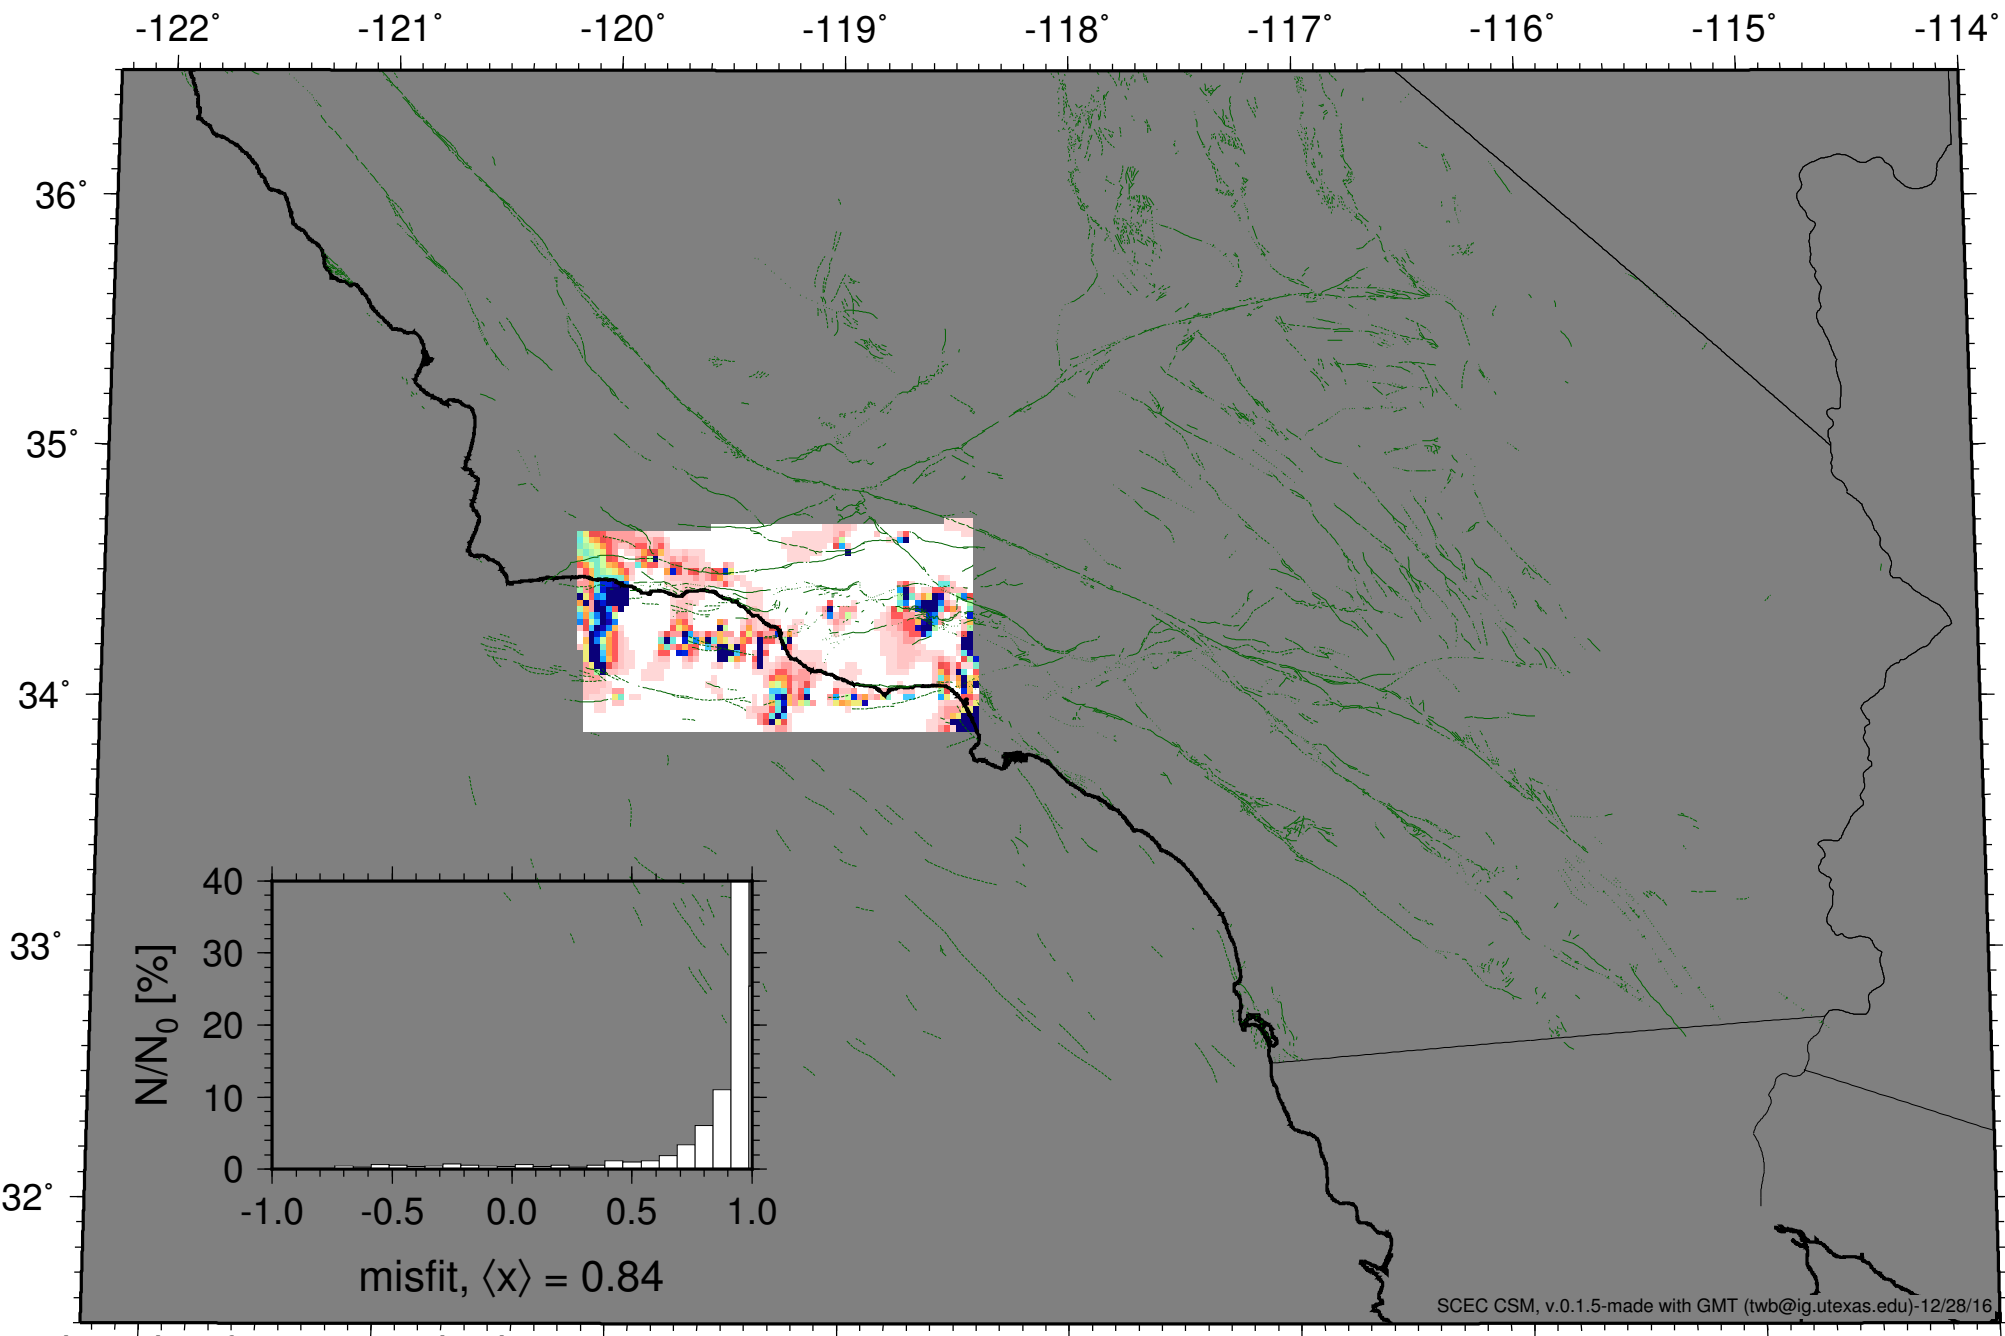 -122˚ -121˚ -120˚ -119˚ -118˚ -117˚ -116˚ -115˚ -114˚
36˚
35˚
34˚
33˚
32˚
40
30
20
10
0
N/N0 [%]
-1.0 -0.5 0.0 0.5 1.0
misfit, ⟨x⟩ = 0.84
SCEC CSM, v.0.1.5-made with GMT (twb@ig.utexas.edu)-12/28/16